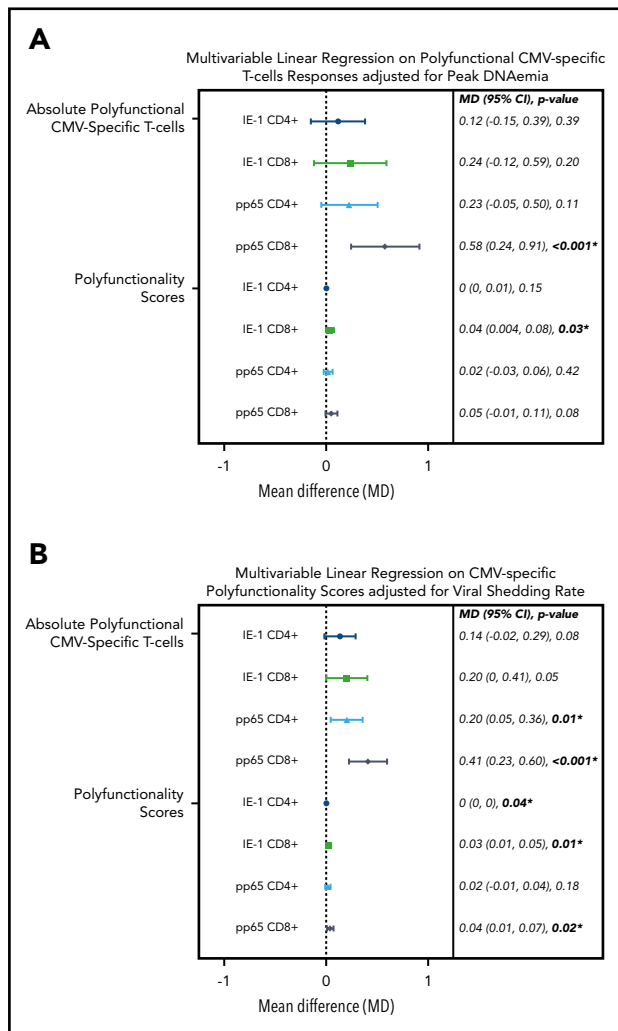 A
Multivariable Linear Regression on Polyfunctional CMV-specific
T-cells Responses adjusted for Peak DNAemia
MD (95% CI), p-value
Absolute Polyfunctional
CMV-Specific T-cells
IE-1 CD4+ 0.12 (-0.15, 0.39), 0.39
IE-1 CD8+ 0.24 (-0.12, 0.59), 0.20
pp65 CD4+ 0.23 (-0.05, 0.50), 0.11
pp65 CD8+ 0.58 (0.24, 0.91), <0.001*
Polyfunctionality
Scores
IE-1 CD4+ 0 (0, 0.01), 0.15
IE-1 CD8+ 0.04 (0.004, 0.08), 0.03*
pp65 CD4+ 0.02 (-0.03, 0.06), 0.42
pp65 CD8+ 0.05 (-0.01, 0.11), 0.08
-1 0 1
Mean difference (MD)
B
Multivariable Linear Regression on CMV-specific
Polyfunctionality Scores adjusted for Viral Shedding Rate
MD (95% CI), p-value
Absolute Polyfunctional
CMV-Specific T-cells
IE-1 CD4+ 0.14 (-0.02, 0.29), 0.08
IE-1 CD8+ 0.20 (0, 0.41), 0.05
pp65 CD4+ 0.20 (0.05, 0.36), 0.01*
pp65 CD8+ 0.41 (0.23, 0.60), <0.001*
Polyfunctionality
Scores
IE-1 CD4+ 0 (0, 0), 0.04*
IE-1 CD8+ 0.03 (0.01, 0.05), 0.01*
pp65 CD4+ 0.02 (-0.01, 0.04), 0.18
pp65 CD8+ 0.04 (0.01, 0.07), 0.02*
-1 0 1
Mean difference (MD)